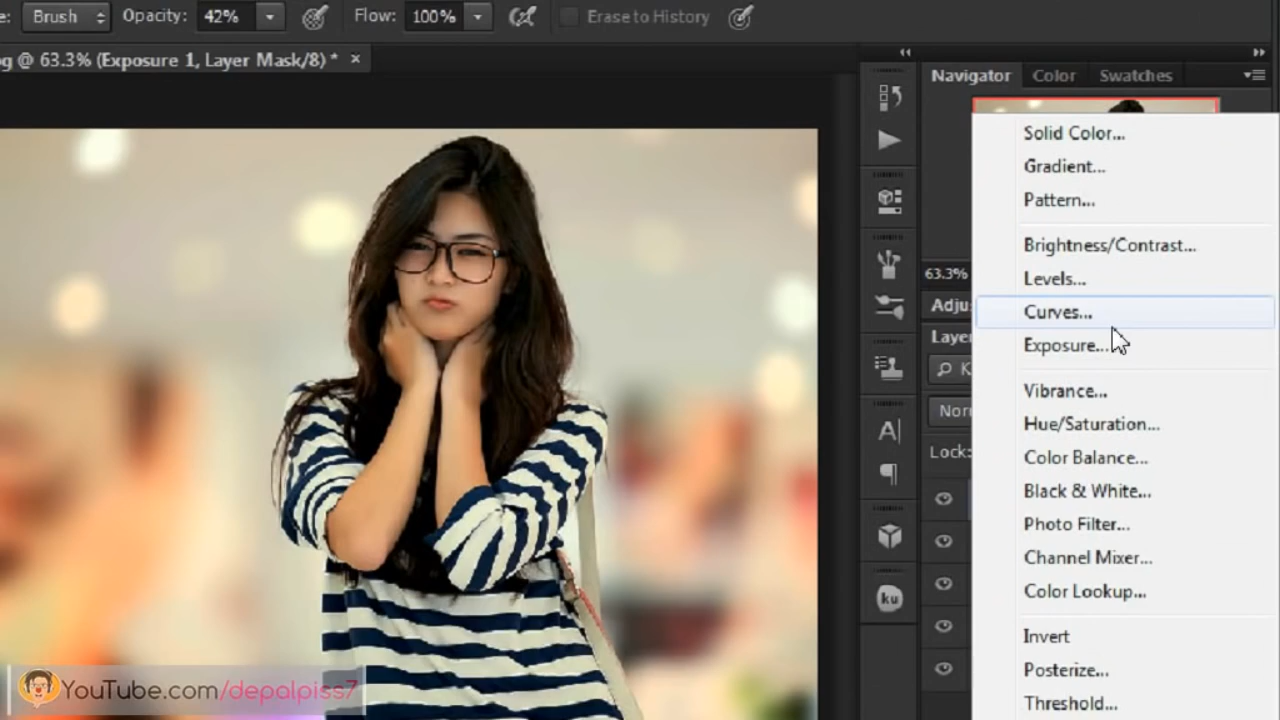 e: Brush Opacity: 42% Flow: 100% Erase to History
g @ 63.3% (Exposure 1, Layer Mask/8) * ×
Navigator Color Swatches
Solid Color...
Gradient...
Pattern...
Brightness/Contrast...
63.3%
Levels...
Adju
Curves...
Laye
Exposure...
K
Vibrance...
Nor
Hue/Saturation...
Lock:
Color Balance...
Black & White...
Photo Filter...
Channel Mixer...
Color Lookup...
ku
Invert
Posterize...
Threshold...
A
YouTube.com/depalpiss7